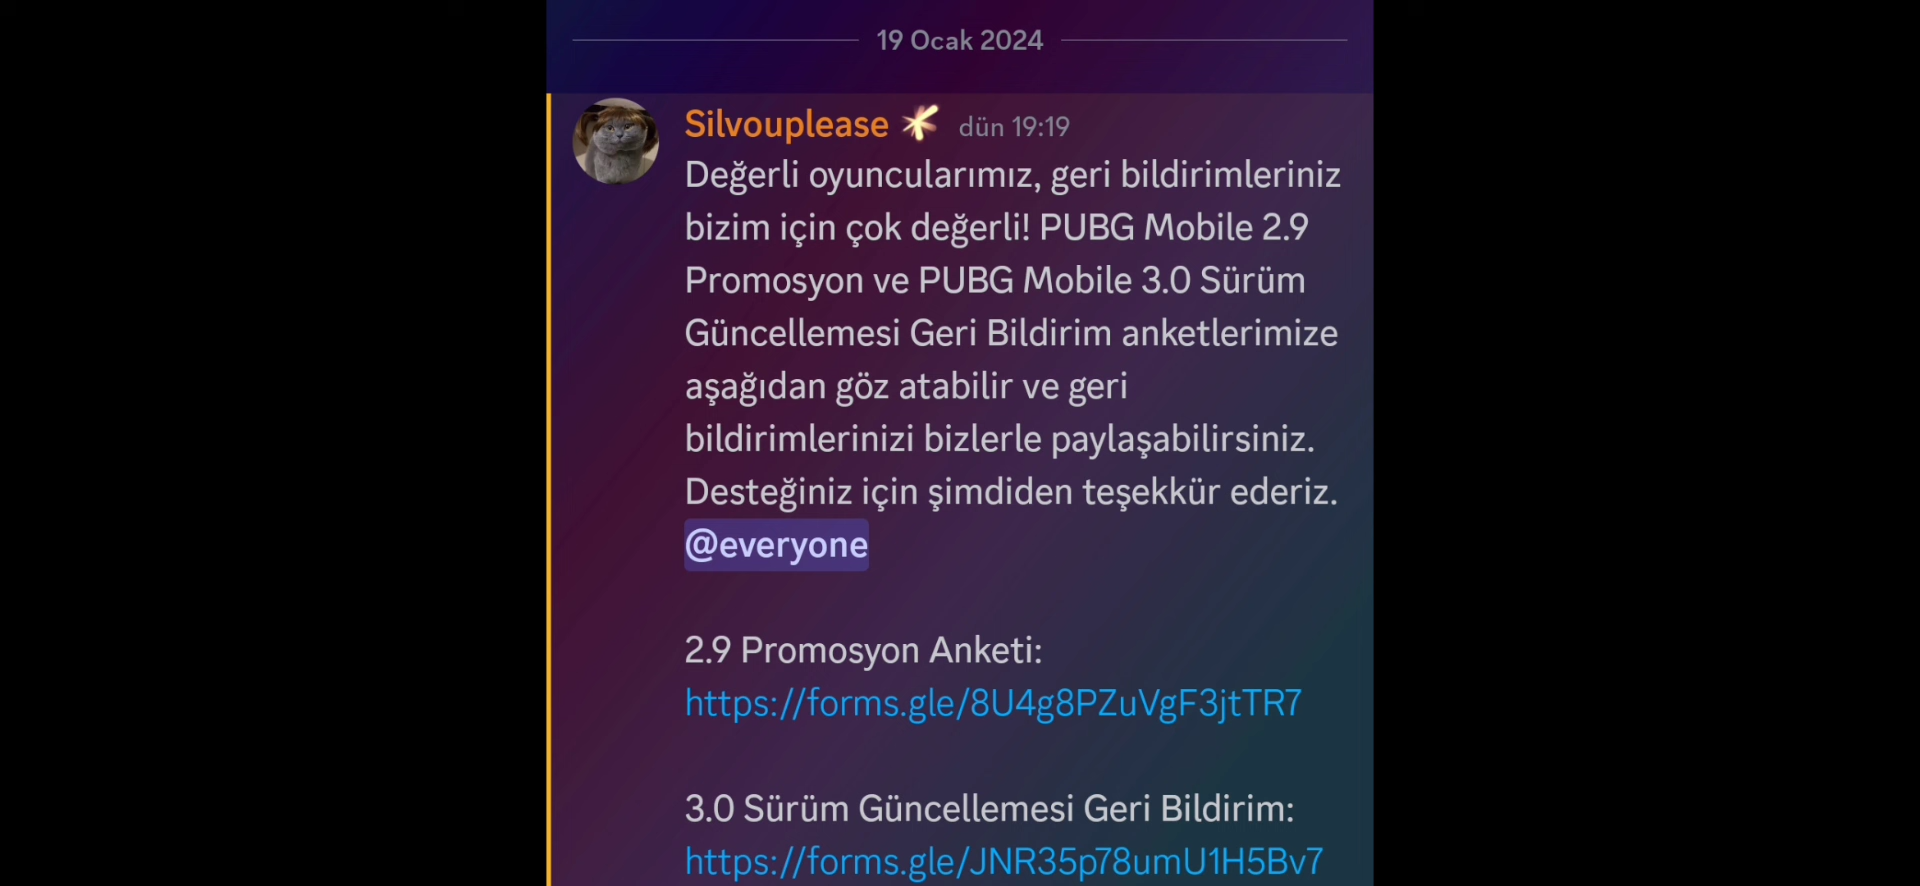 19 Ocak 2024
Silvouplease dün 19:19
Değerli oyuncularımız, geri bildirimleriniz
bizim için çok değerli! PUBG Mobile 2.9
Promosyon ve PUBG Mobile 3.0 Sürüm
Güncellemesi Geri Bildirim anketlerimize
aşağıdan göz atabilir ve geri
bildirimlerinizi bizlerle paylaşabilirsiniz.
Desteğiniz için şimdiden teşekkür ederiz.
@everyone
2.9 Promosyon Anketi:
https://forms.gle/8U4g8PZuVgF3jtTR7
3.0 Sürüm Güncellemesi Geri Bildirim:
https://forms.gle/JNR35p78umU1H5Bv7